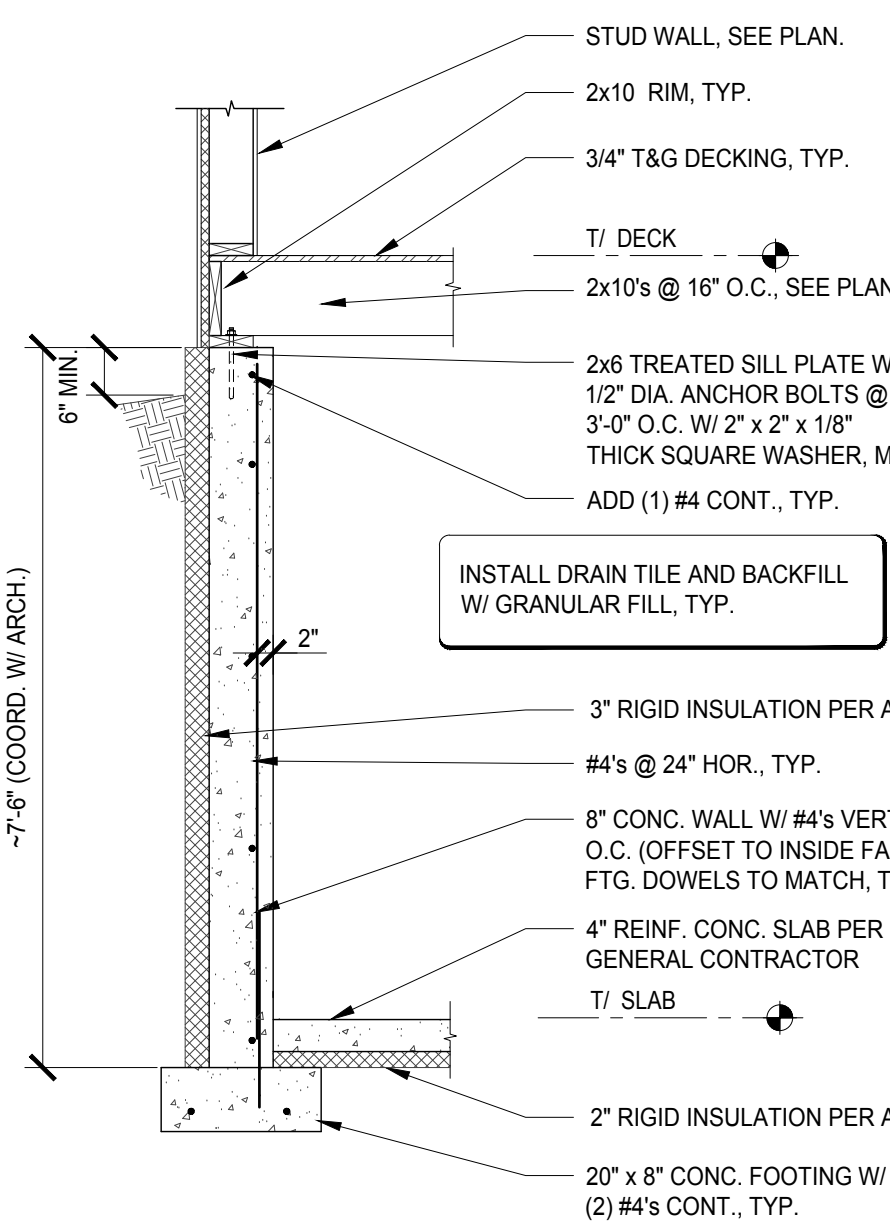 STUD WALL, SEE PLAN.
2x10 RIM, TYP.
3/4" T&G DECKING, TYP.
T/ DECK
2x10's @ 16" O.C., SEE PLAN
6" MIN.
2x6 TREATED SILL PLATE
1/2" DIA. ANCHOR BOLTS @
3'-0" O.C. W/ 2" x 2" x 1/8"
THICK SQUARE WASHER,
ADD (1) #4 CONT., TYP.
INSTALL DRAIN TILE AND BACKFILL
W/ GRANULAR FILL, TYP.
~7'-6" (COORD. W/ ARCH.)
2"
3" RIGID INSULATION PER
#4's @ 24" HOR., TYP.
8" CONC. WALL W/ #4's
O.C. (OFFSET TO INSIDE
FTG. DOWELS TO MATCH,
4" REINF. CONC. SLAB PER
GENERAL CONTRACTOR
T/ SLAB
2" RIGID INSULATION PER
20" x 8" CONC. FOOTING W/
(2) #4's CONT., TYP.